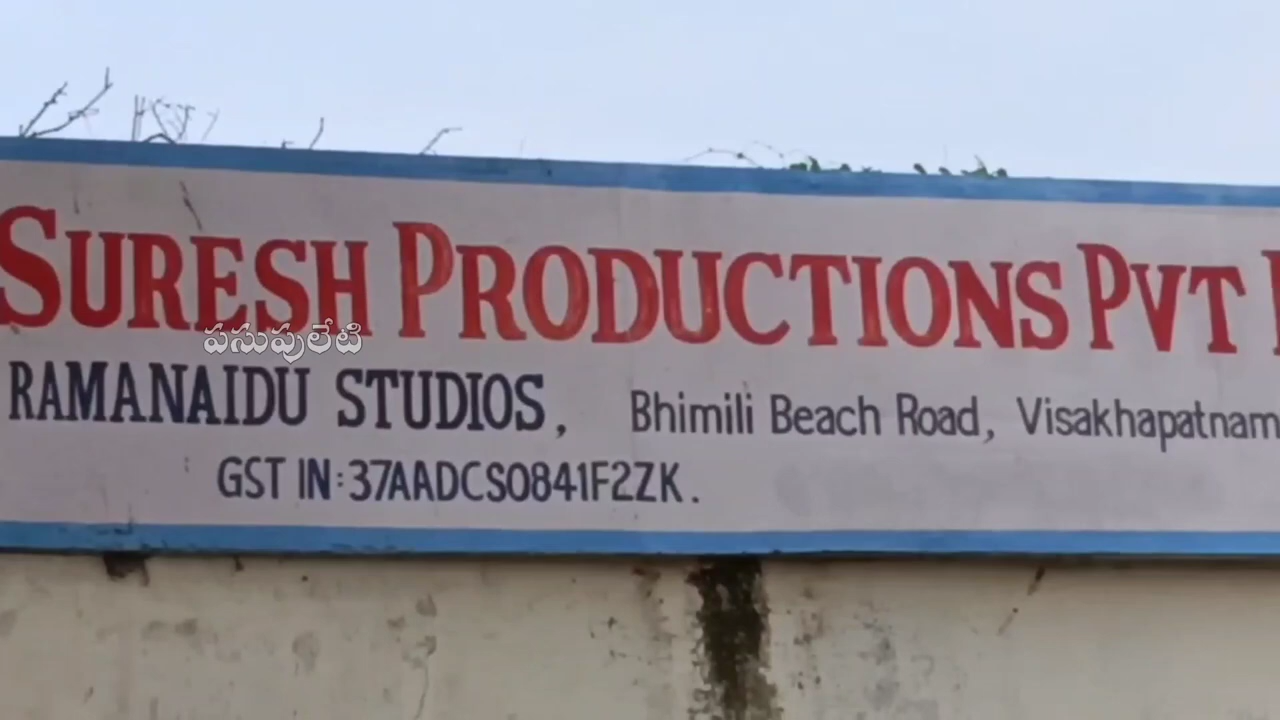 SURESH PRODUCTIONS PVT
పసుపులేటి
RAMANAIDU STUDIOS, Bhimili Beach Road, Visakhapatnam
GST IN:37AADCS0841F2ZK.